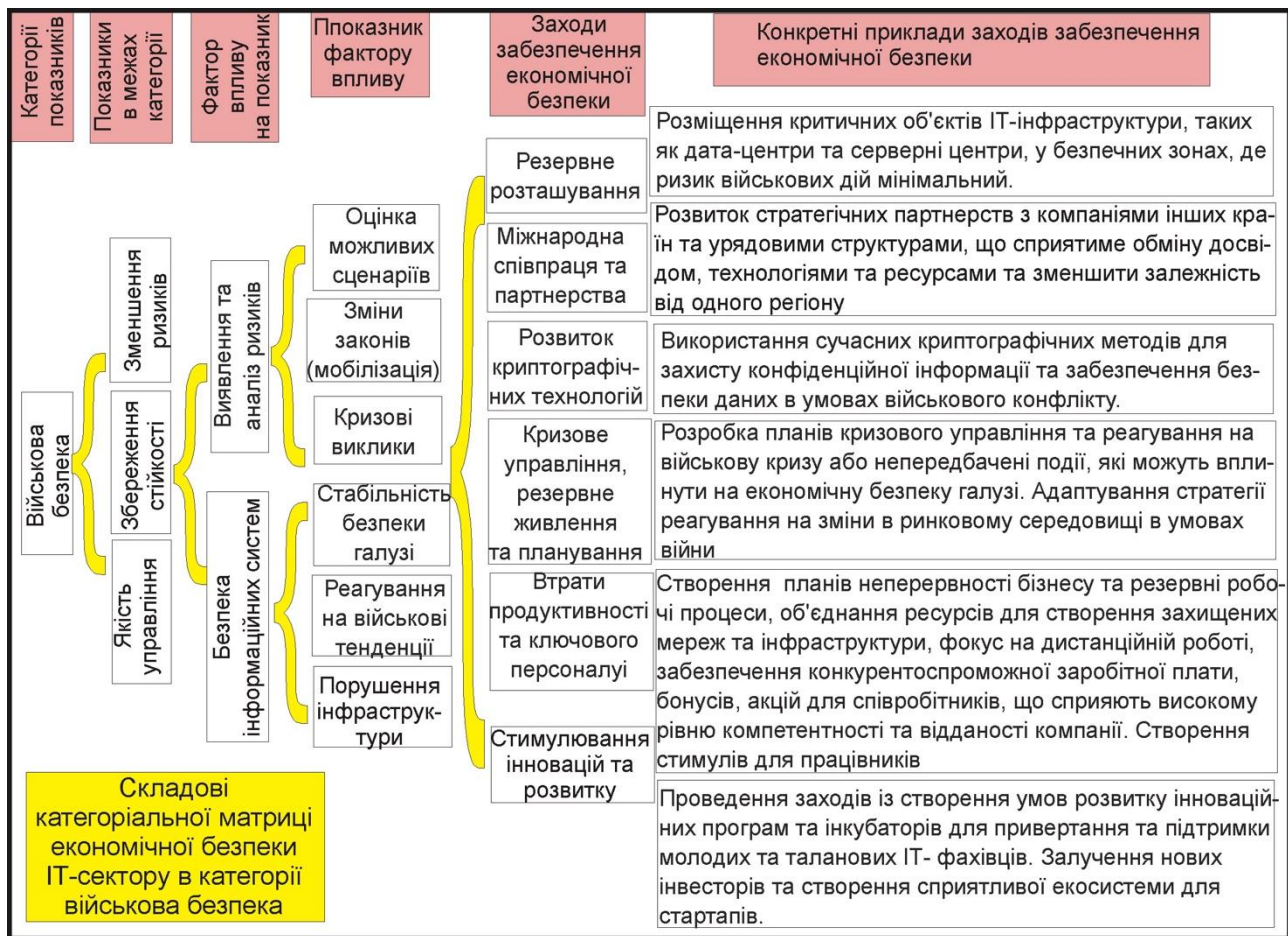 Категорії
показників
Показники
в межах
категорії
Фактор
впливу
на показник
Ппоказник
фактору
впливу
Заходи
забезпечення
економічної
безпеки
Конкретні приклади заходів забезпечення
економічної безпеки
Військова
безпека
Зменшення
ризиків
Збереження
стійкості
Якість
управління
Виявлення та
аналіз ризиків
Безпека
інформаційних систем
Оцінка
можливих
сценаріїв
Зміни
законів
(мобілізація)
Кризові
виклики
Стабільність
безпеки
галузі
Реагування
на військові
тенденції
Порушення
інфраструк-
тури
Резервне
розташування
Міжнародна
співпраця та
партнерства
Розвиток
криптографіч-
них технологій
Кризове
управління,
резервне
живлення
та планування
Втрати
продуктивності
та ключового
персоналуі
Стимулювання
інновацій та
розвитку
Розміщення критичних об'єктів ІТ-інфраструктури, таких
як дата-центри та серверні центри, у безпечних зонах, де
ризик військових дій мінімальний.
Розвиток стратегічних партнерств з компаніями інших кра-
їн та урядовими структурами, що сприятиме обміну досві-
дом, технологіями та ресурсами та зменшити залежність
від одного регіону
Використання сучасних криптографічних методів для
захисту конфіденційної інформації та забезпечення без-
пеки даних в умовах військового конфлікту.
Розробка планів кризового управління та реагування на
військову кризу або непередбачені події, які можуть впли-
нути на економічну безпеку галузі. Адаптування стратегії
реагування на зміни в ринковому середовищі в умовах
війни
Створення планів неперервності бізнесу та резервні робо-
чі процеси, об'єднання ресурсів для створення захищених
мереж та інфраструктури, фокус на дистанційній роботі,
забезпечення конкурентоспроможної заробітної плати,
бонусів, акцій для співробітників, що сприяють високому
рівню компетентності та відданості компанії. Створення
стимулів для працівників
Проведення заходів із створення умов розвитку інновацій-
них програм та інкубаторів для привертання та підтримки
молодих та таланових ІТ- фахівців. Залучення нових
інвесторів та створення сприятливої екосистеми для
стартапів.
Складові
категоріальної матриці
економічної безпеки
ІТ-сектору в категорії
військова безпека